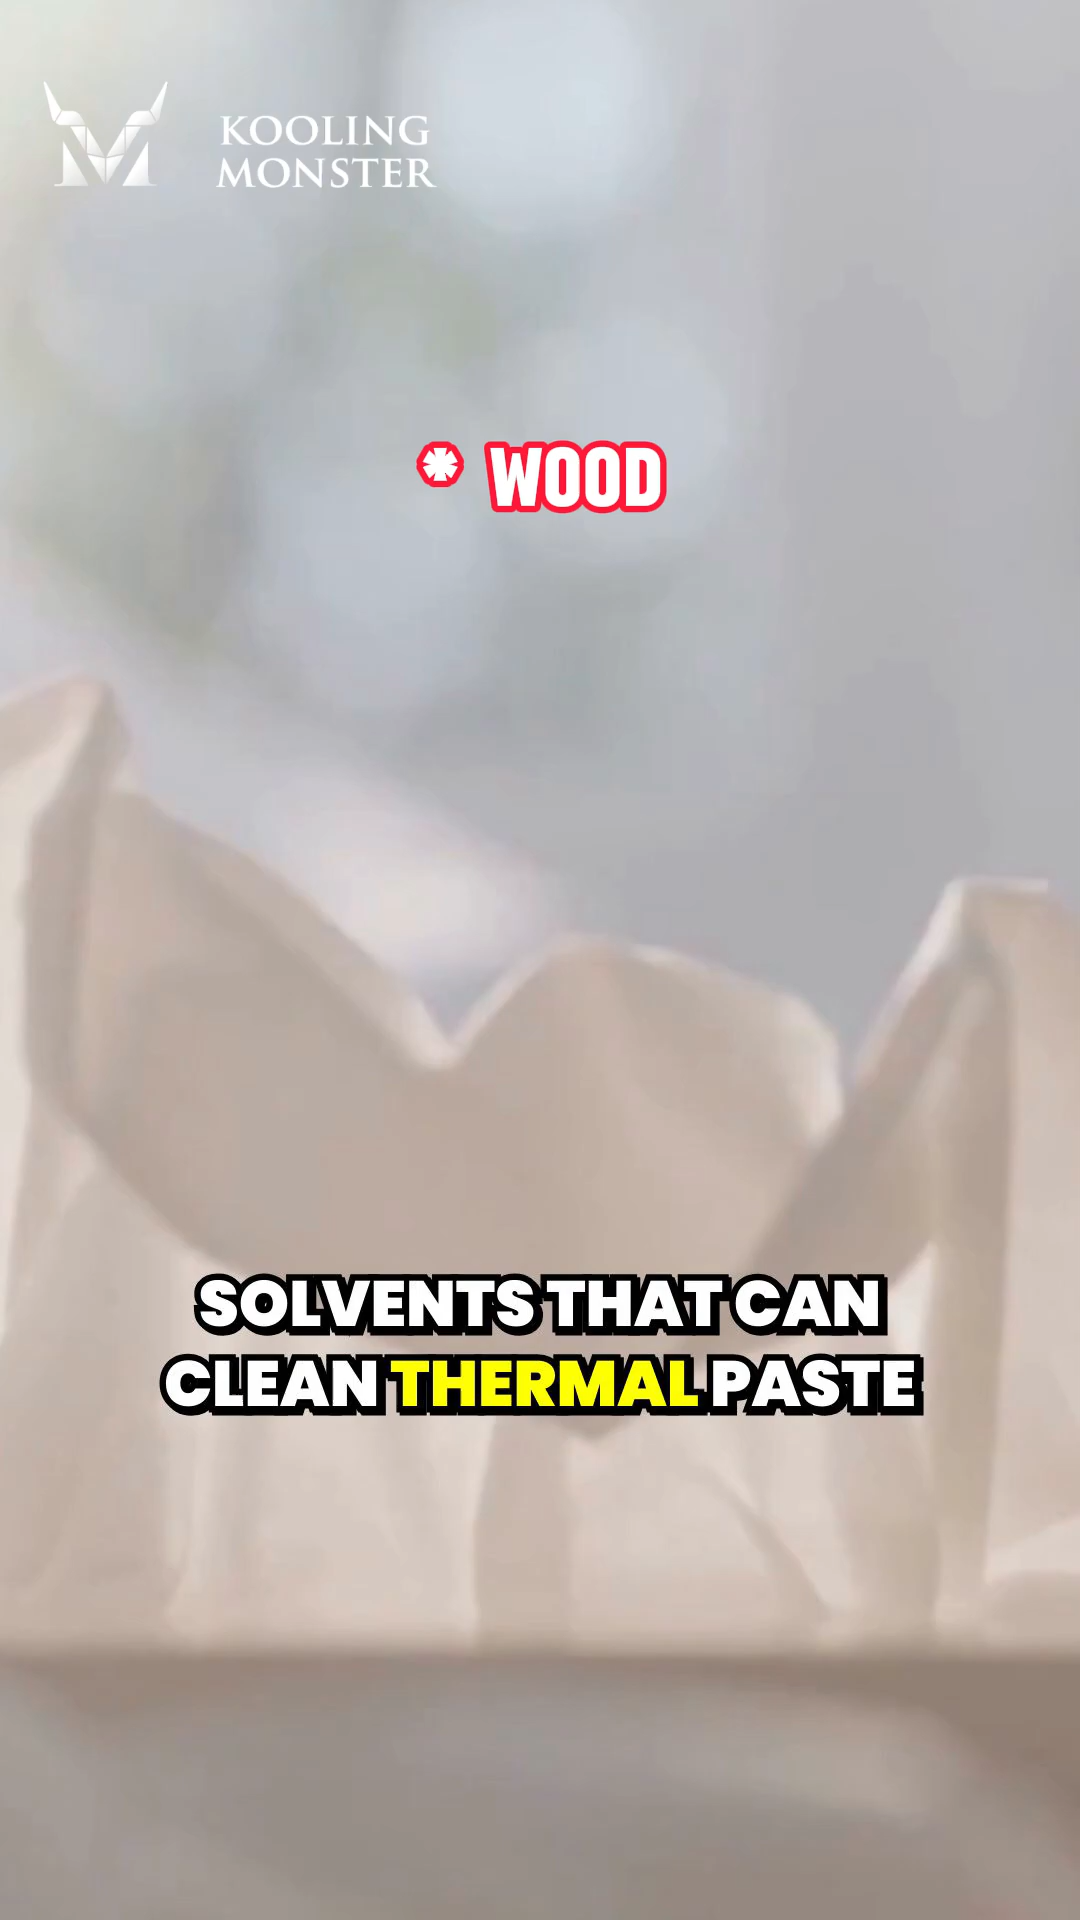 KOOLING
MONSTER
* WOOD
SOLVENTS THAT CAN
CLEAN THERMAL PASTE